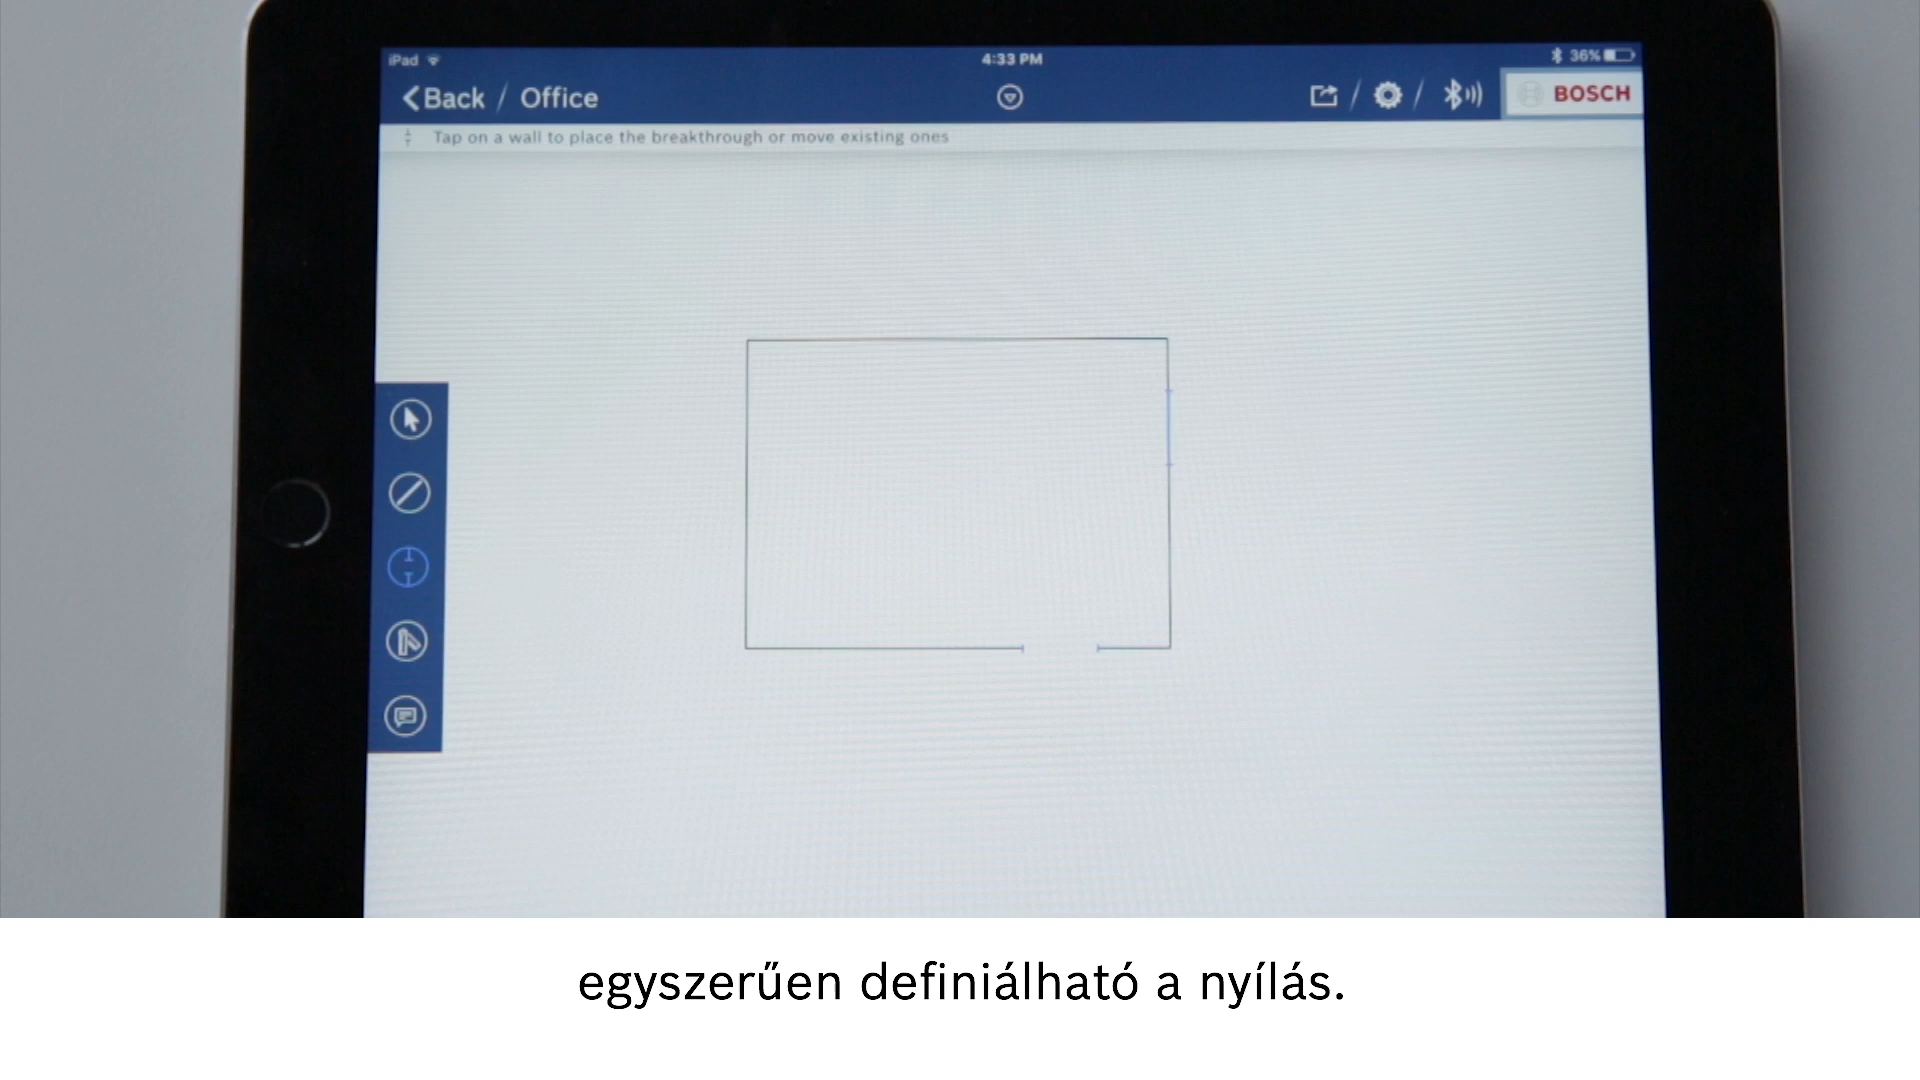 iPad
4:33 PM
36%
Back / Office
BOSCH
Tap on a wall to place the breakthrough or move existing ones
egyszerűen definiálható a nyílás.